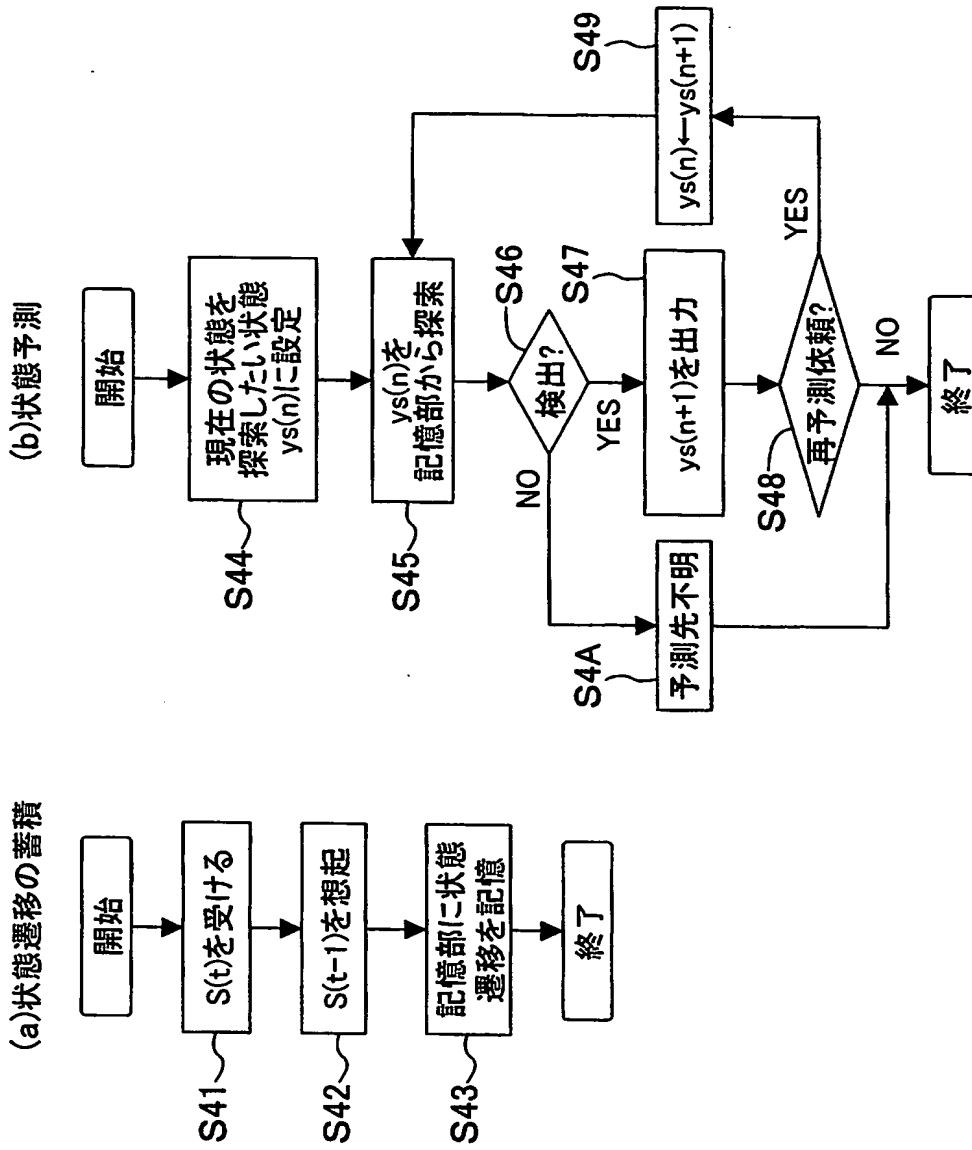 (a)状態遷移の蓄積
開始
S41
S(t)を受ける
S42
S(t-1)を想起
S43
記憶部に状態
遷移を記憶
終了
(b)状態予測
開始
S44
現在の状態を
探索したい状態
ys(n)に設定
S45
ys(n)を
記憶部から探索
S46
検出?
NO
YES
S47
ys(n+1)を出力
S4A
予測先不明
S48
再予測依頼?
YES
NO
S49
ys(n)←ys(n+1)
終了